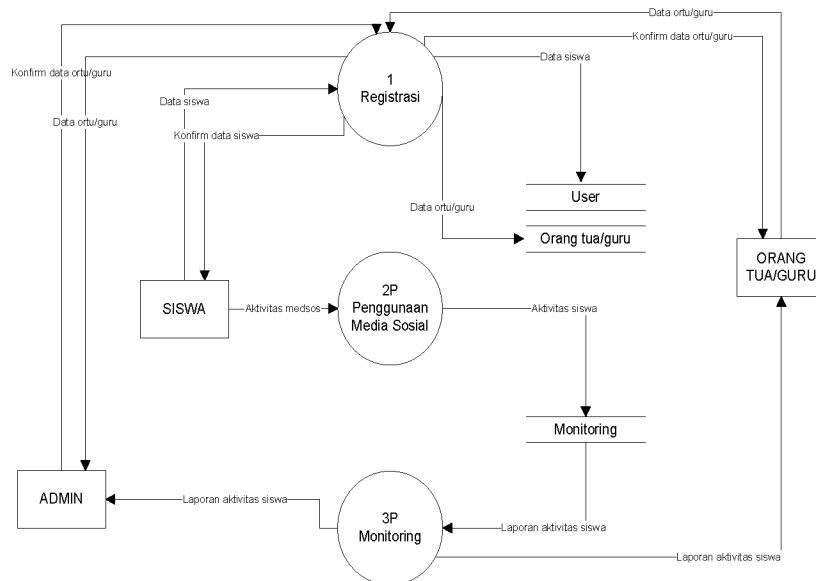 Data ortu/guru
Konfirm data ortu/guru
Data siswa
1
Registrasi
Konfirm data ortu/guru
Data siswa
Data ortu/guru
Konfirm data siswa
User
Data ortu/guru
Orang tua/guru
ORANG
TUA/GURU
SISWA
Aktivitas medsos
2P
Penggunaan
Media Sosial
Aktivitas siswa
Monitoring
ADMIN
Laporan aktivitas siswa
3P
Monitoring
Laporan aktivitas siswa
Laporan aktivitas siswa